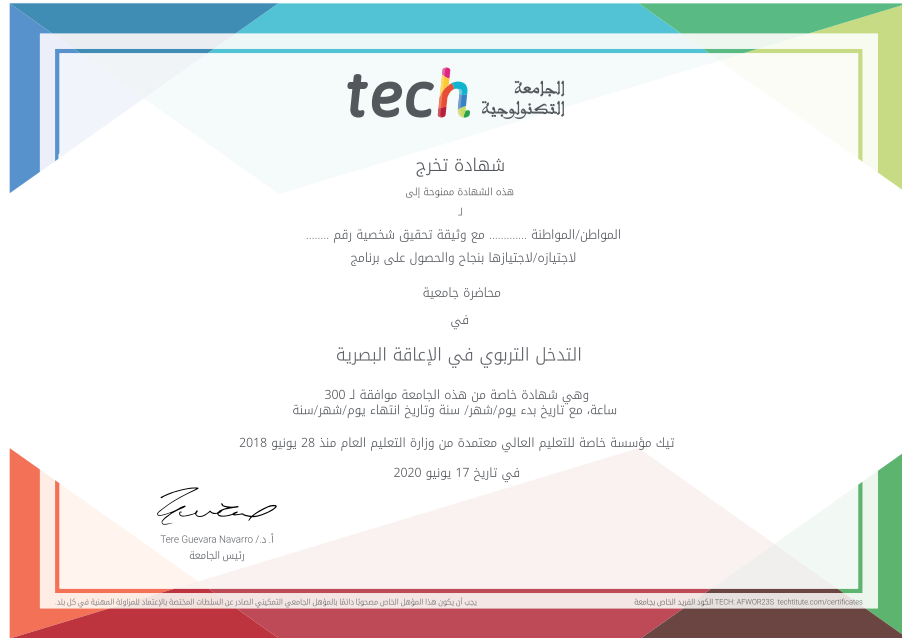 tech الجامعة
التكنولوجية
شهادة تخرج
هذه الشهادة ممنوحة إلى
لـ
المواطن/المواطنة ............. مع وثيقة تحقيق شخصية رقم ........
لاجتيازه/لاجتيازها بنجاح والحصول على برنامج
محاضرة جامعية
في
التدخل التربوي في الإعاقة البصرية
وهي شهادة خاصة من هذه الجامعة موافقة لـ 300
ساعة، مع تاريخ بدء يوم/شهر/ سنة وتاريخ انتهاء يوم/شهر/سنة
تيك مؤسسة خاصة للتعليم العالي معتمدة من وزارة التعليم العام منذ 28 يونيو 2018
في تاريخ 17 يونيو 2020
أ. د./ Tere Guevara Navarro
رئيس الجامعة
يجب أن يكون هذا المؤهل الخاص مصحوبًا دائمًا بالمؤهل الجامعي التمكيني الصادر عن السلطات المختصة بالإعتماد للمزاولة المهنية في كل بلد.
الكود الفريد الخاص بجامعة TECH: AFWOR23S techtitute.com/certificates